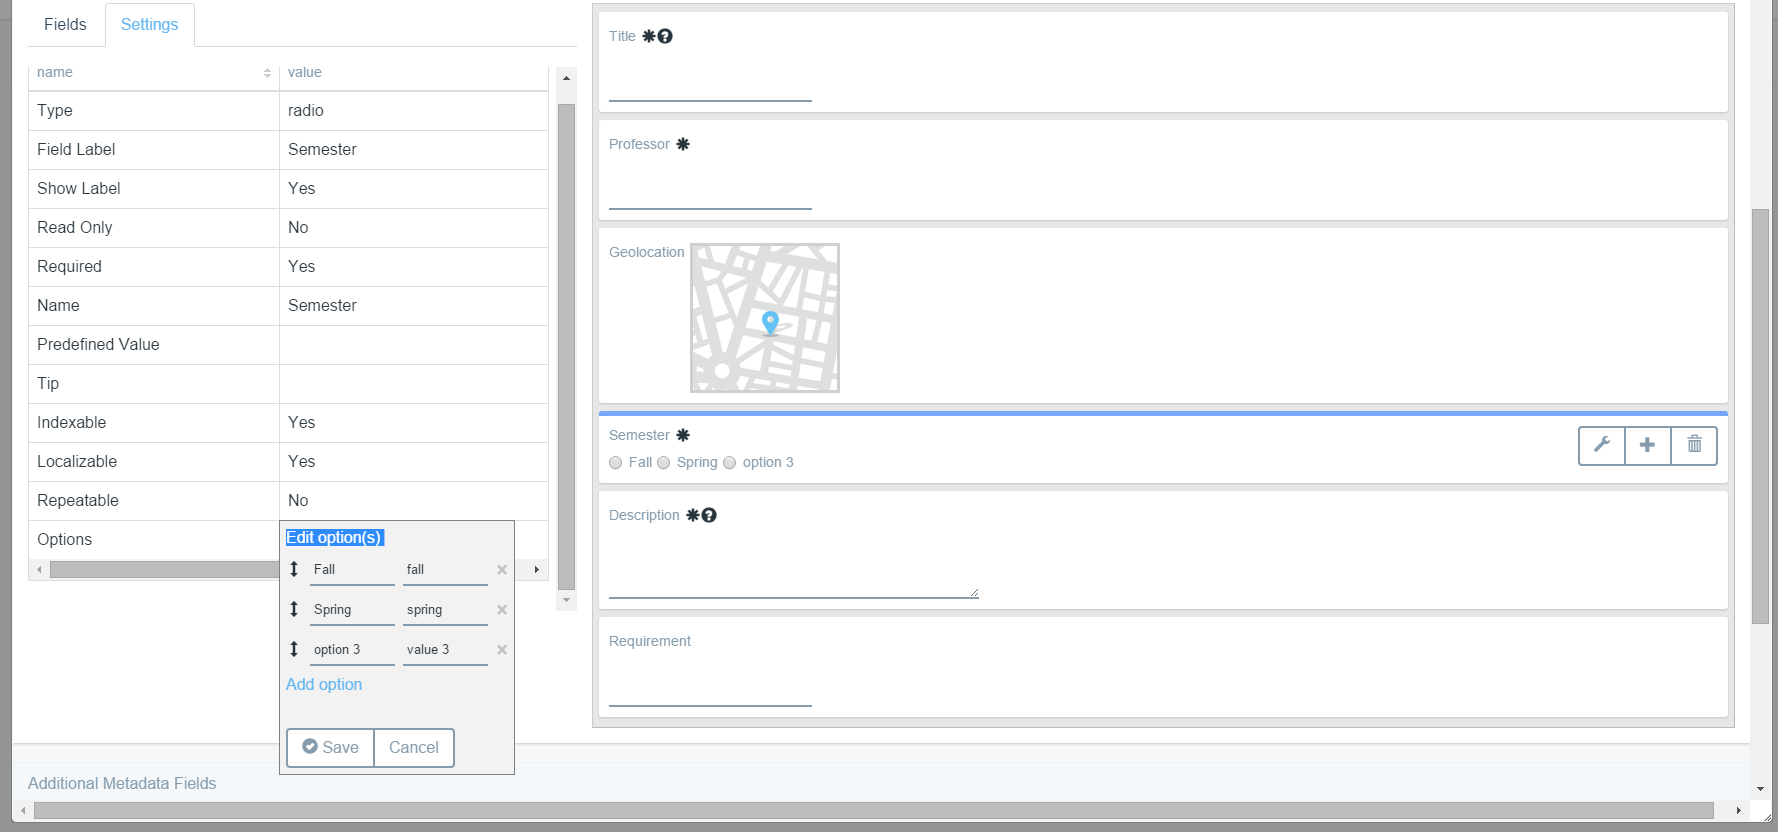 Fields Settings
name value
Type radio
Field Label Semester
Show Label Yes
Read Only No
Required Yes
Name Semester
Predefined Value
Tip
Indexable Yes
Localizable Yes
Repeatable No
Options
Edit option(s)
Fall fall
Spring spring
option 3 value 3
Add option
Save Cancel
Title
Professor
Geolocation
Semester
Fall Spring option 3
Description
Requirement
Additional Metadata Fields